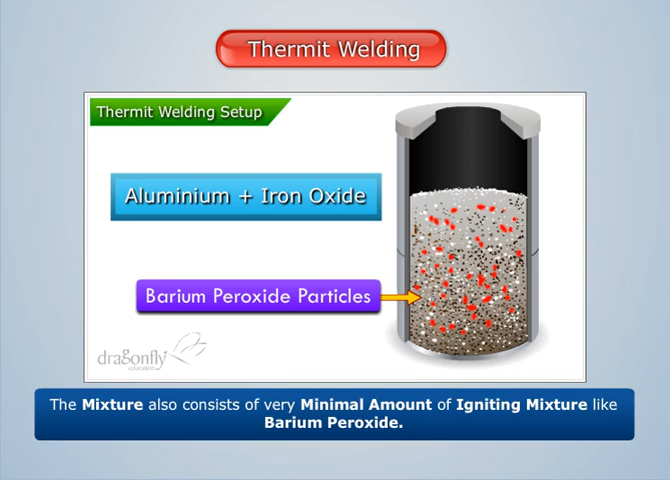 Thermit Welding
Thermit Welding Setup
Aluminium + Iron Oxide
Barium Peroxide Particles
dragonfly
education
The Mixture also consists of very Minimal Amount of Igniting Mixture like
Barium Peroxide.